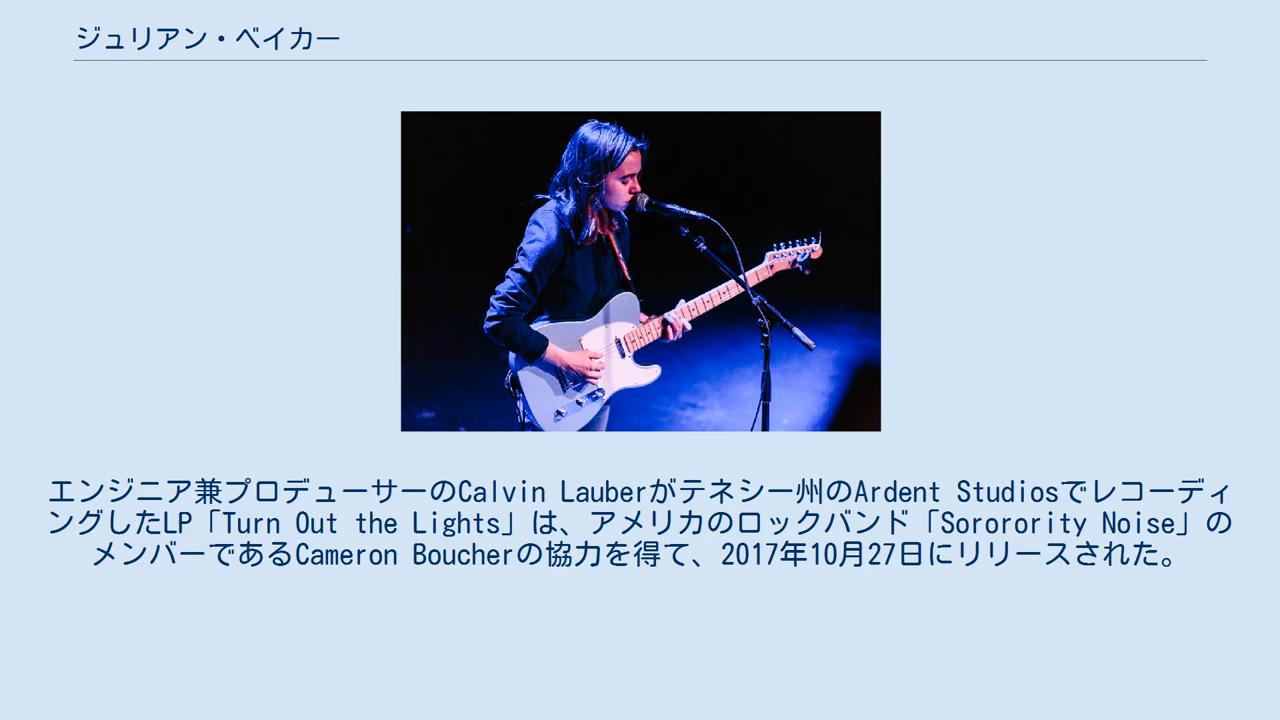 ジュリアン・ベイカー
エンジニア兼プロデューサーのCalvin Lauberがテネシー州のArdent Studiosでレコーディ
ングしたLP「Turn Out the Lights」は、アメリカのロックバンド「Sororority Noise」の
メンバーであるCameron Boucherの協力を得て、2017年10月27日にリリースされた。